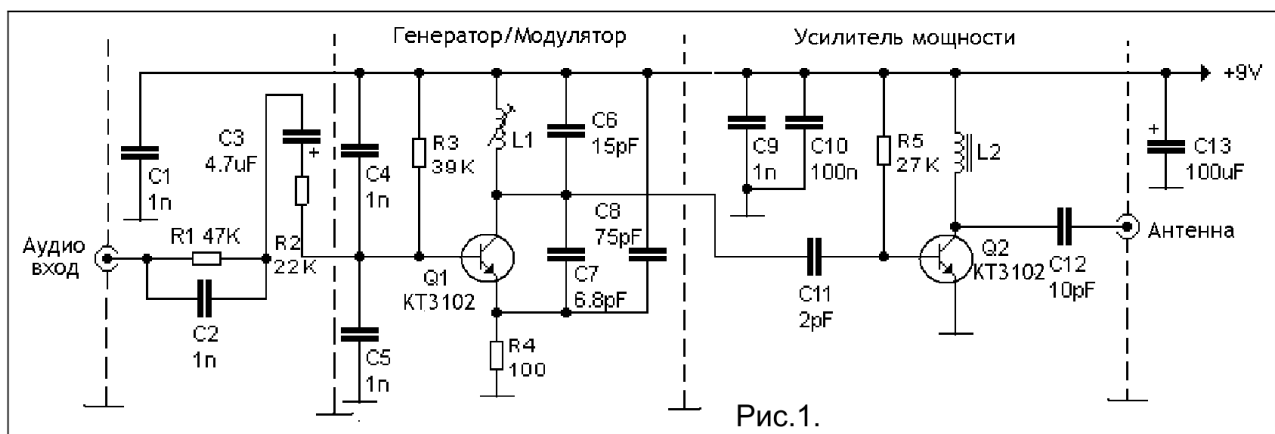 Генератор/Модулятор
Усилитель мощности
+9V
C1
1n
C3
4.7uF
+
R1 47K
R2
22K
C2
1n
Аудио
вход
C4
1n
C5
1n
R3
39K
L1
C6
15pF
C8
75pF
C7
6.8pF
Q1
KT3102
R4
100
C9
1n
C10
100n
R5
27K
L2
C11
2pF
Q2
KT3102
C12
10pF
+
C13
100uF
Антенна
Рис.1.